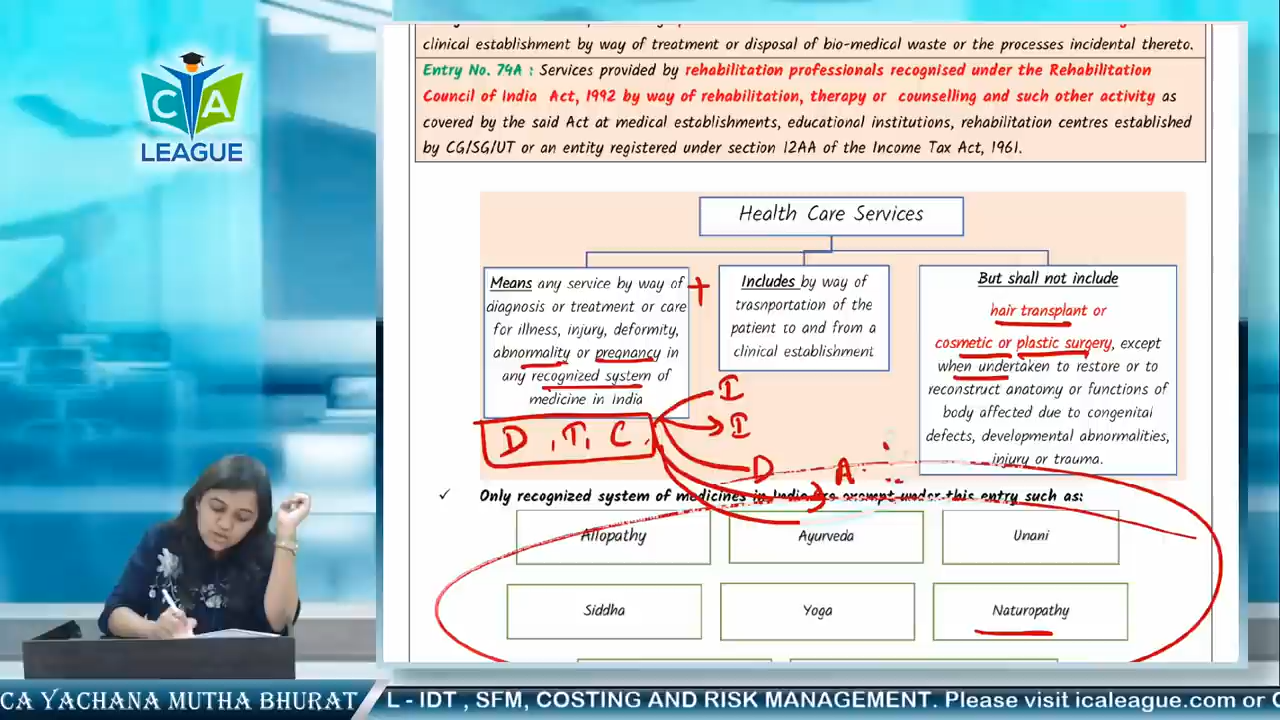 clinical establishment by way of treatment or disposal of bio-medical waste or the processes incidental thereto.
Entry No. 74A : Services provided by rehabilitation professionals recognised under the Rehabilitation
Council of India Act, 1992 by way of rehabilitation, therapy or counselling and such other activity as
covered by the said Act at medical establishments, educational institutions, rehabilitation centres established
by CG/SG/UT or an entity registered under section 12AA of the Income Tax Act, 1961.
CA
LEAGUE
Health Care Services
Means any service by way of
diagnosis or treatment or care
for illness, injury, deformity,
abnormality or pregnancy in
any recognized system of
medicine in India
+
Includes by way of
trasnportation of the
patient to and from a
clinical establishment
But shall not include
hair transplant or
cosmetic or plastic surgery, except
when undertaken to restore or to
reconstruct anatomy or functions of
body affected due to congenital
defects, developmental abnormalities,
injury or trauma.
D, T, C.
I
I
D
A
✓ Only recognized system of medicines in India are exempt under this entry such as:
Allopathy
Ayurveda
Unani
Siddha
Yoga
Naturopathy
CA YACHANA MUTHA BHURAT
L - IDT , SFM, COSTING AND RISK MANAGEMENT. Please visit icaleague.com or